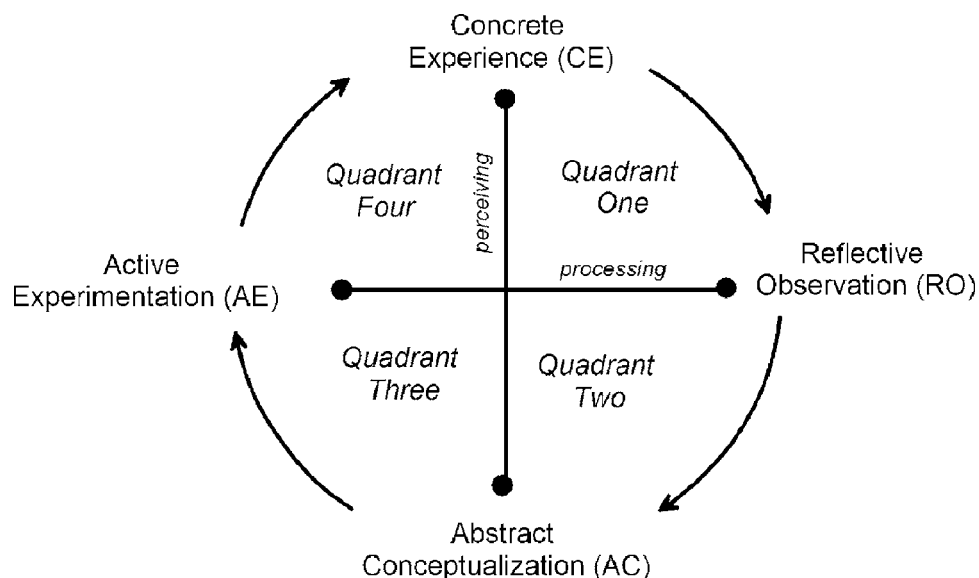 Concrete
Experience (CE)
perceiving
Quadrant
Four
Quadrant
One
Active
Experimentation (AE)
processing
Reflective
Observation (RO)
Quadrant
Three
Quadrant
Two
Abstract
Conceptualization (AC)